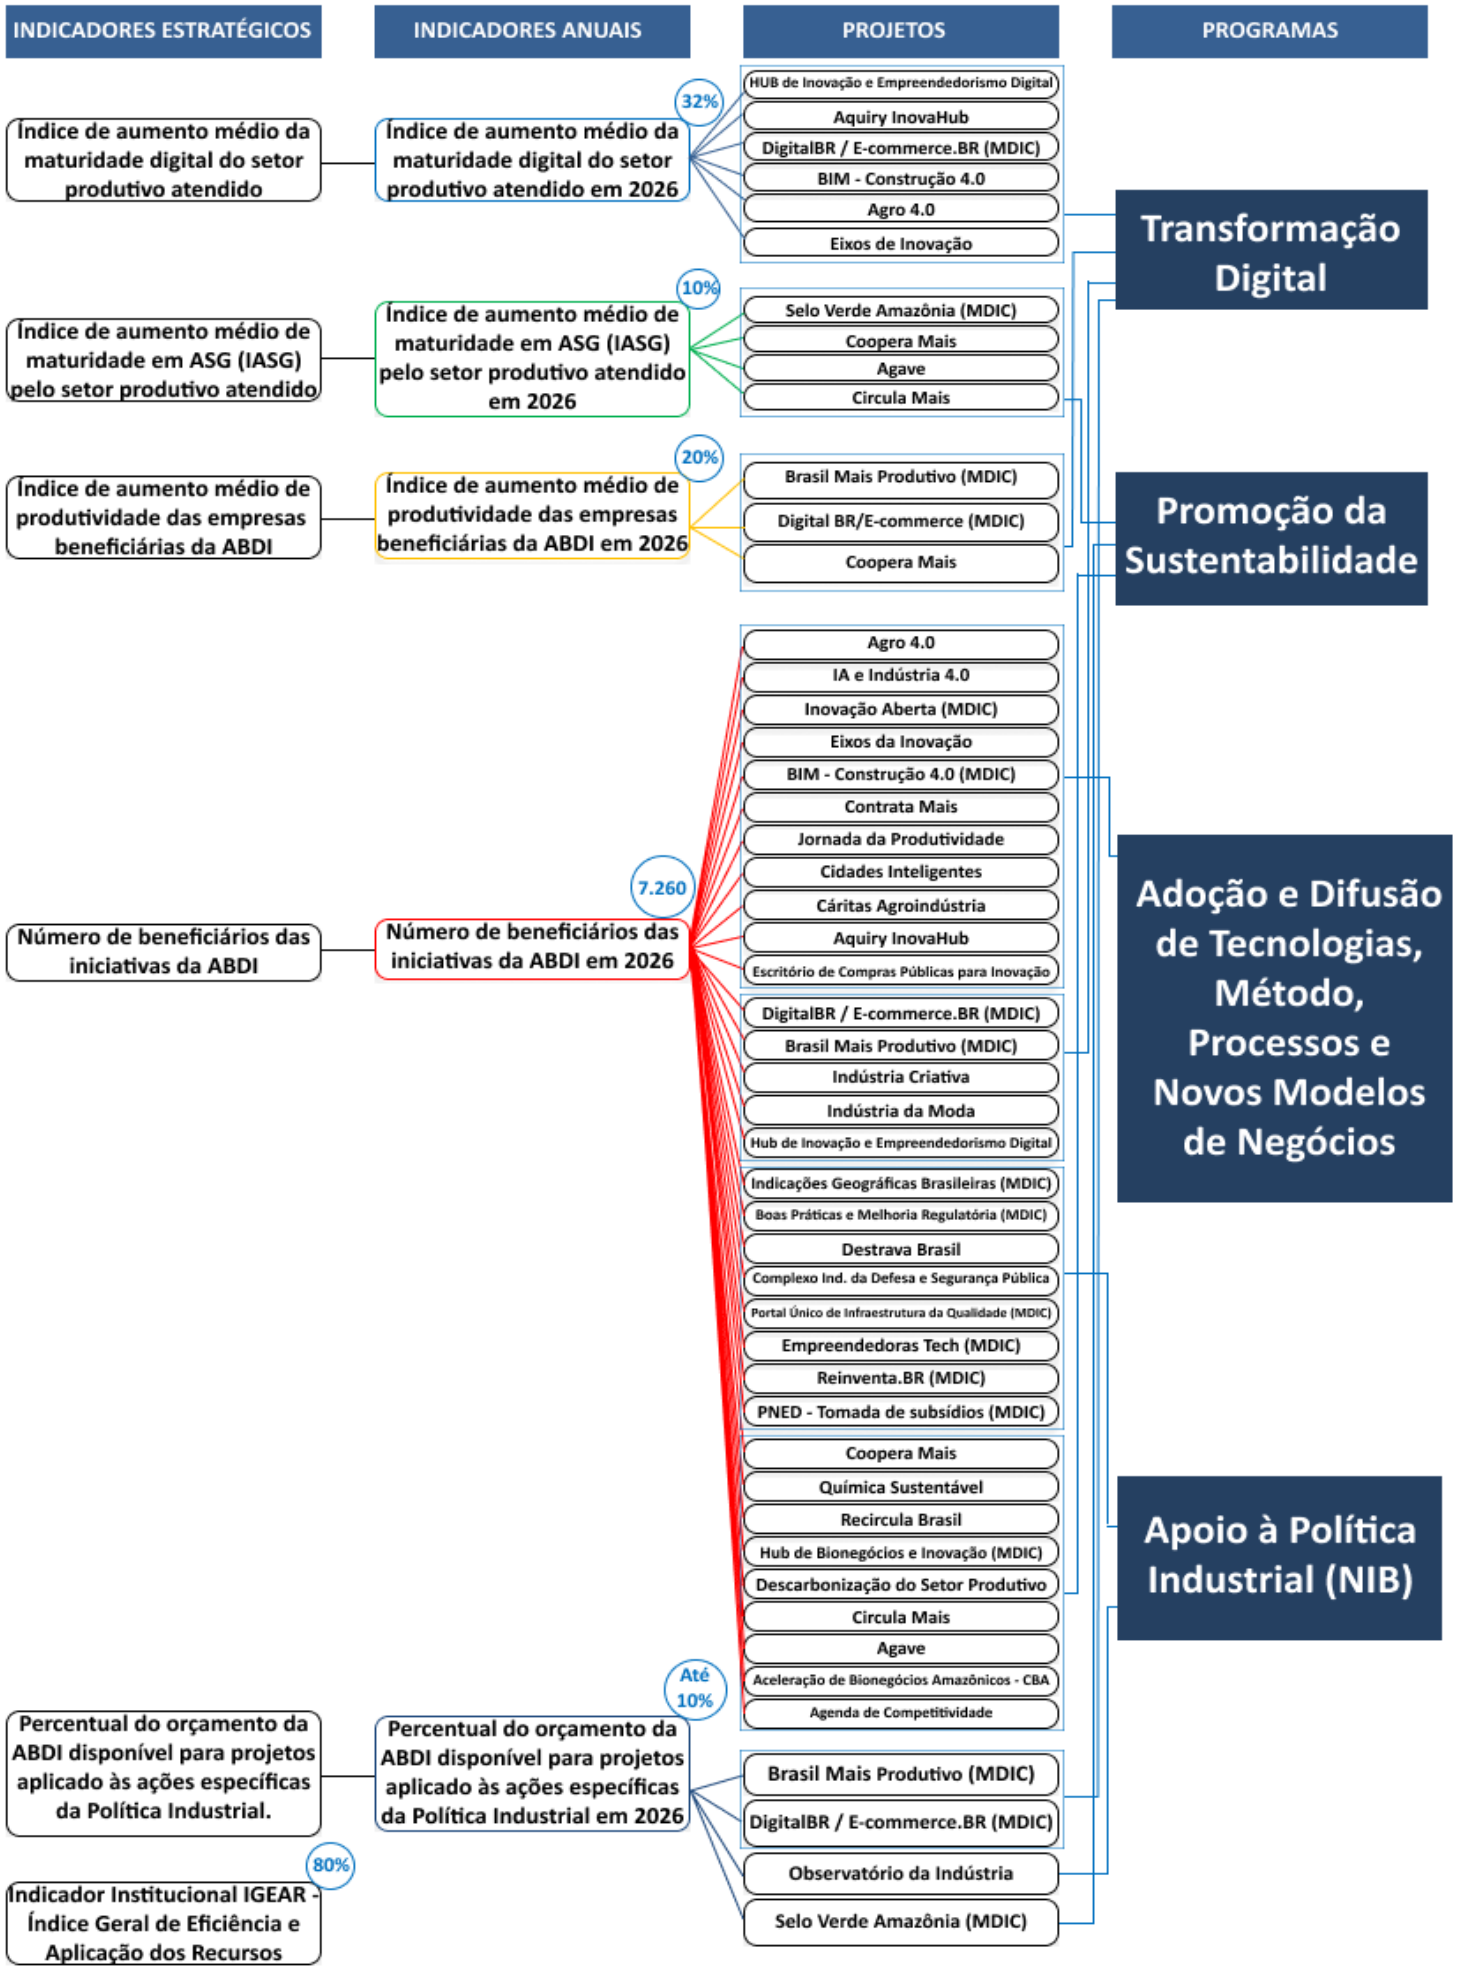 INDICADORES ESTRATÉGICOS
INDICADORES ANUAIS
PROJETOS
PROGRAMAS
Índice de aumento médio da
maturidade digital do setor
produtivo atendido
32%
Índice de aumento médio da
maturidade digital do setor
produtivo atendido em 2026
HUB de Inovação e Empreendedorismo Digital
Aquiry InovaHub
DigitalBR / E-commerce.BR (MDIC)
BIM - Construção 4.0
Agro 4.0
Eixos de Inovação
Transformação
Digital
Índice de aumento médio de
maturidade em ASG (IASG)
pelo setor produtivo atendido
10%
Índice de aumento médio de
maturidade em ASG (IASG)
pelo setor produtivo atendido
em 2026
Selo Verde Amazônia (MDIC)
Coopera Mais
Agave
Circula Mais
Índice de aumento médio de
produtividade das empresas
beneficiárias da ABDI
20%
Índice de aumento médio de
produtividade das empresas
beneficiárias da ABDI em 2026
Brasil Mais Produtivo (MDIC)
Digital BR/E-commerce (MDIC)
Coopera Mais
Promoção da
Sustentabilidade
Número de beneficiários das
iniciativas da ABDI
7.260
Número de beneficiários das
iniciativas da ABDI em 2026
Agro 4.0
IA e Indústria 4.0
Inovação Aberta (MDIC)
Eixos da Inovação
BIM - Construção 4.0 (MDIC)
Contrata Mais
Jornada da Produtividade
Cidades Inteligentes
Cáritas Agroindústria
Aquiry InovaHub
Escritório de Compras Públicas para Inovação
DigitalBR / E-commerce.BR (MDIC)
Brasil Mais Produtivo (MDIC)
Indústria Criativa
Indústria da Moda
Hub de Inovação e Empreendedorismo Digital
Indicações Geográficas Brasileiras (MDIC)
Boas Práticas e Melhoria Regulatória (MDIC)
Destrava Brasil
Complexo Ind. da Defesa e Segurança Pública
Portal Único de Infraestrutura da Qualidade (MDIC)
Empreendedoras Tech (MDIC)
Reinventa.BR (MDIC)
PNED - Tomada de subsídios (MDIC)
Coopera Mais
Química Sustentável
Recircula Brasil
Hub de Bionegócios e Inovação (MDIC)
Descarbonização do Setor Produtivo
Circula Mais
Agave
Aceleração de Bionegócios Amazônicos - CBA
Agenda de Competitividade
Adoção e Difusão
de Tecnologias,
Método,
Processos e
Novos Modelos
de Negócios
Apoio à Política
Industrial (NIB)
Percentual do orçamento da
ABDI disponível para projetos
aplicado às ações específicas
da Política Industrial.
Até
10%
Percentual do orçamento da
ABDI disponível para projetos
aplicado às ações específicas
da Política Industrial em 2026
Brasil Mais Produtivo (MDIC)
DigitalBR / E-commerce.BR (MDIC)
Observatório da Indústria
Selo Verde Amazônia (MDIC)
80%
Indicador Institucional IGEAR -
Índice Geral de Eficiência e
Aplicação dos Recursos